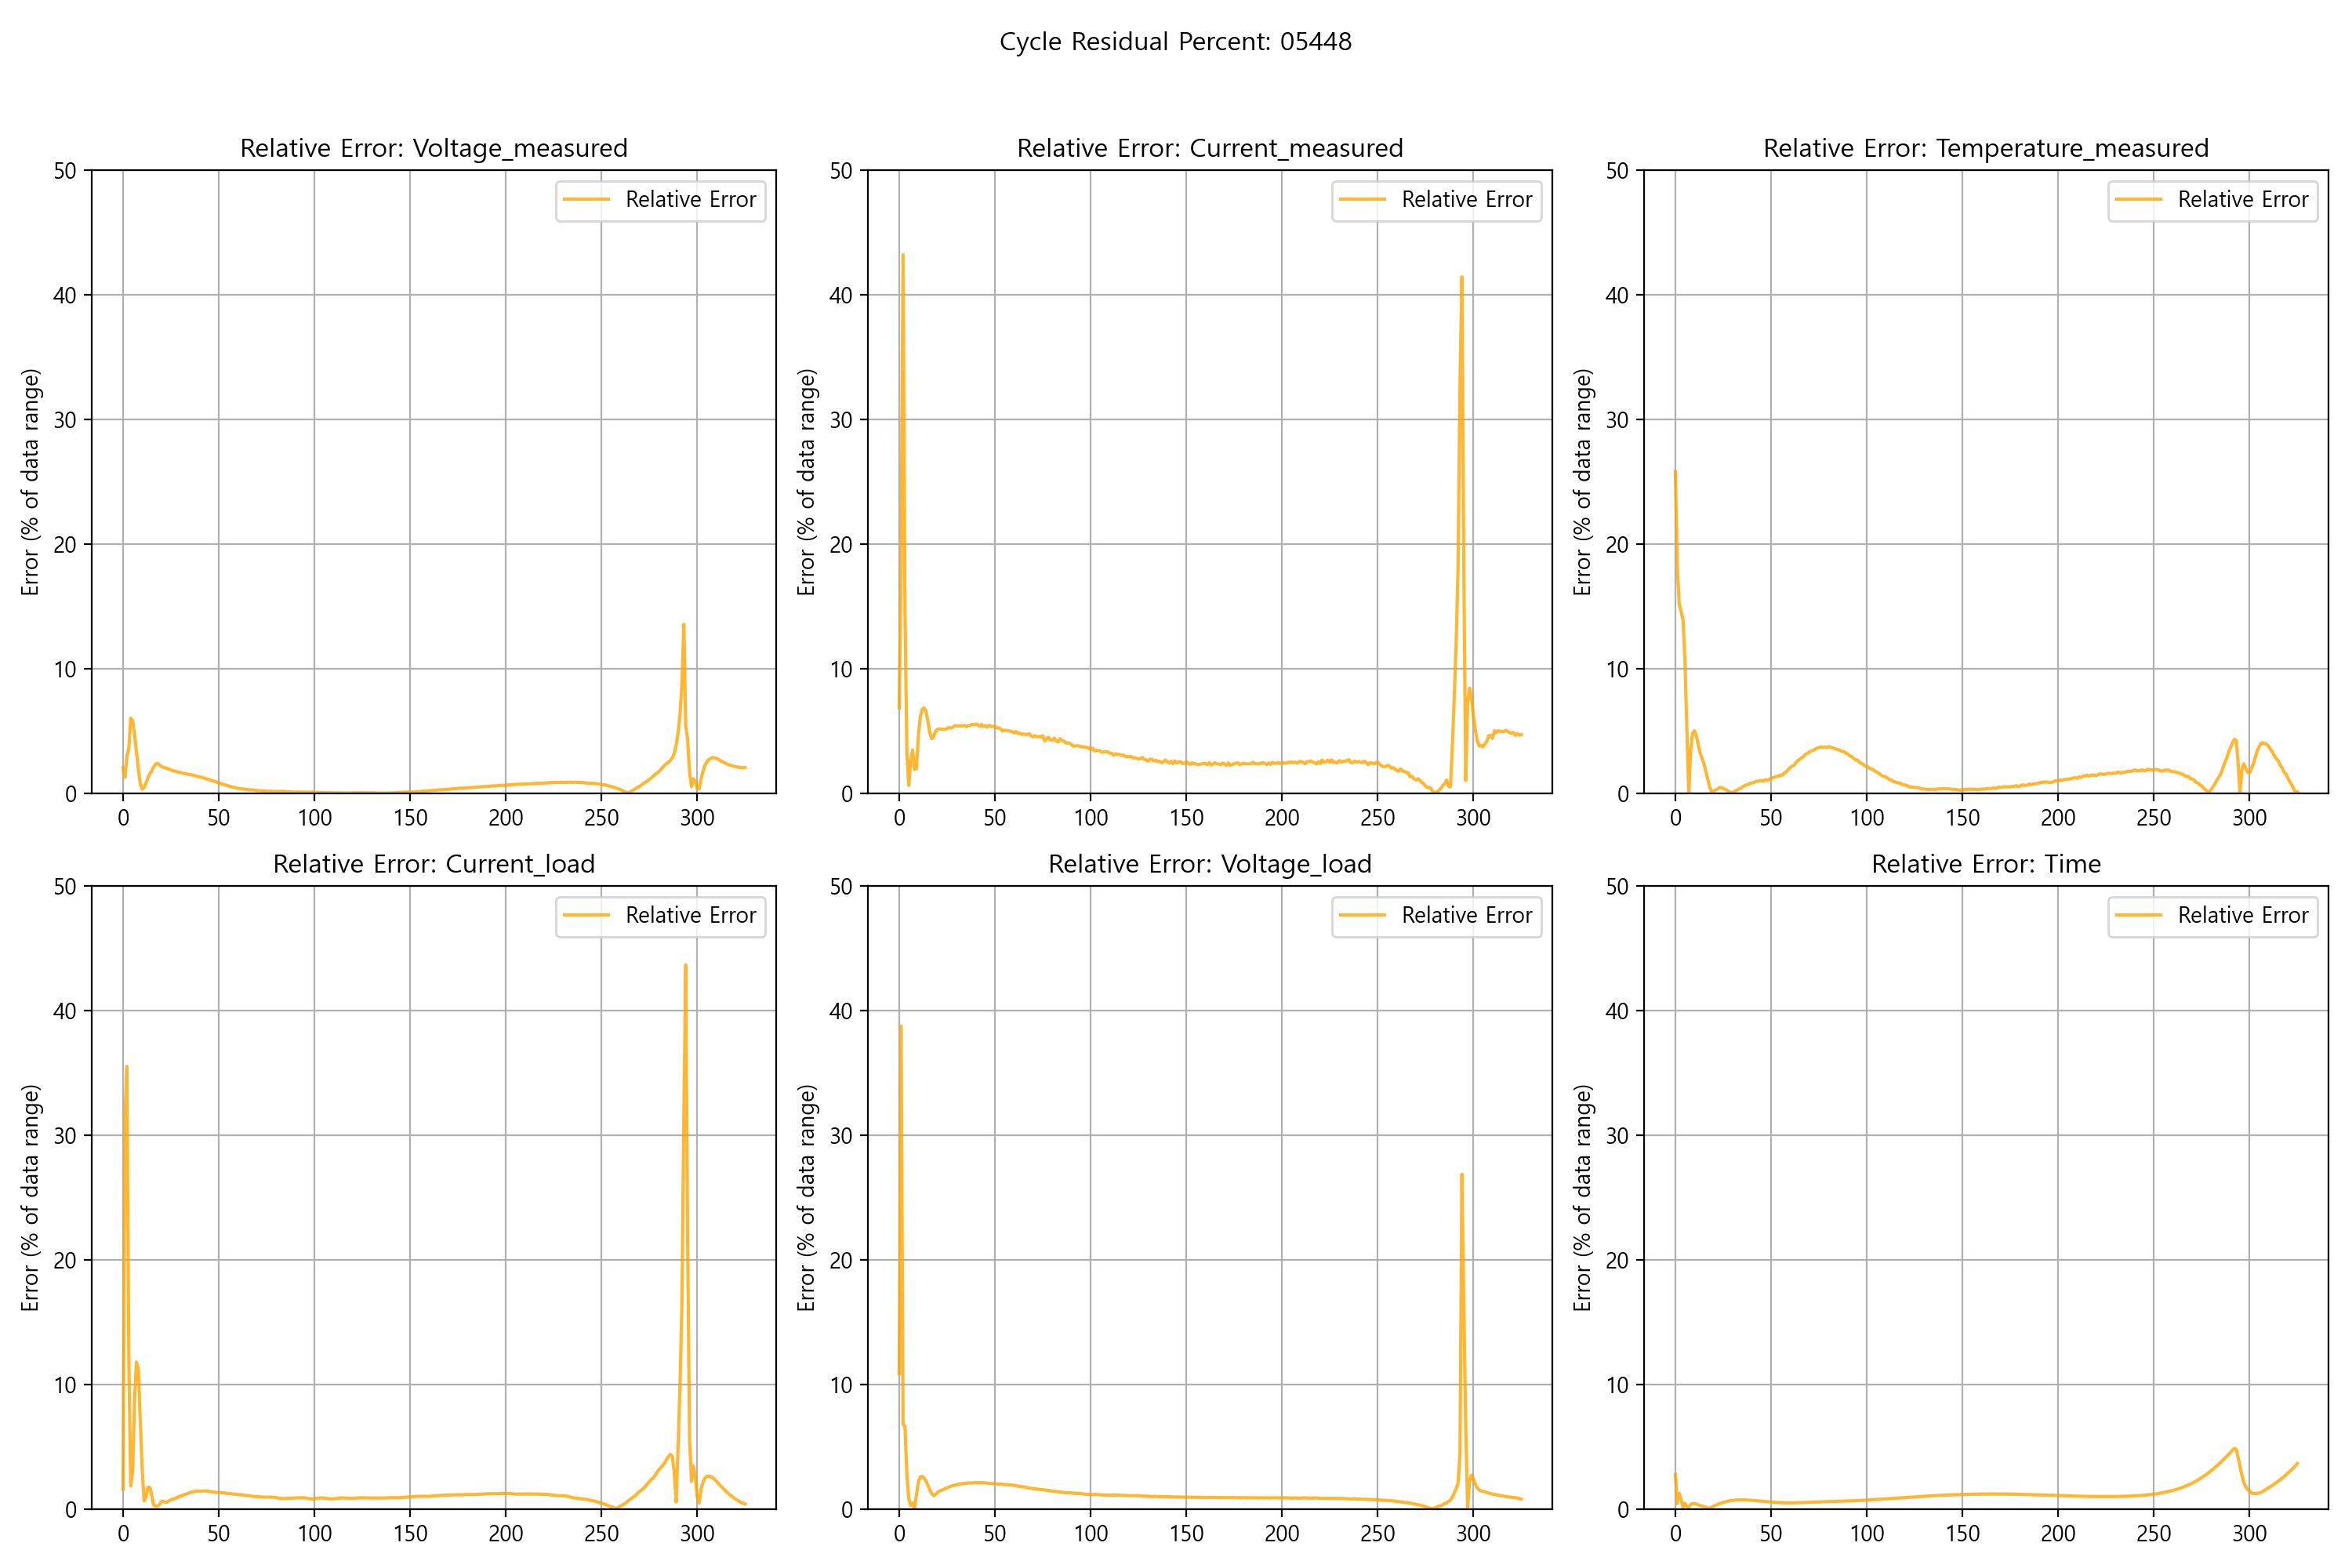 Cycle Residual Percent: 05448
Relative Error: Voltage_measured
Relative Error
Error (% of data range)
50
40
30
20
10
0
0 50 100 150 200 250 300
Relative Error: Current_measured
Relative Error
Error (% of data range)
50
40
30
20
10
0
0 50 100 150 200 250 300
Relative Error: Temperature_measured
Relative Error
Error (% of data range)
50
40
30
20
10
0
0 50 100 150 200 250 300
Relative Error: Current_load
Relative Error
Error (% of data range)
50
40
30
20
10
0
0 50 100 150 200 250 300
Relative Error: Voltage_load
Relative Error
Error (% of data range)
50
40
30
20
10
0
0 50 100 150 200 250 300
Relative Error: Time
Relative Error
Error (% of data range)
50
40
30
20
10
0
0 50 100 150 200 250 300